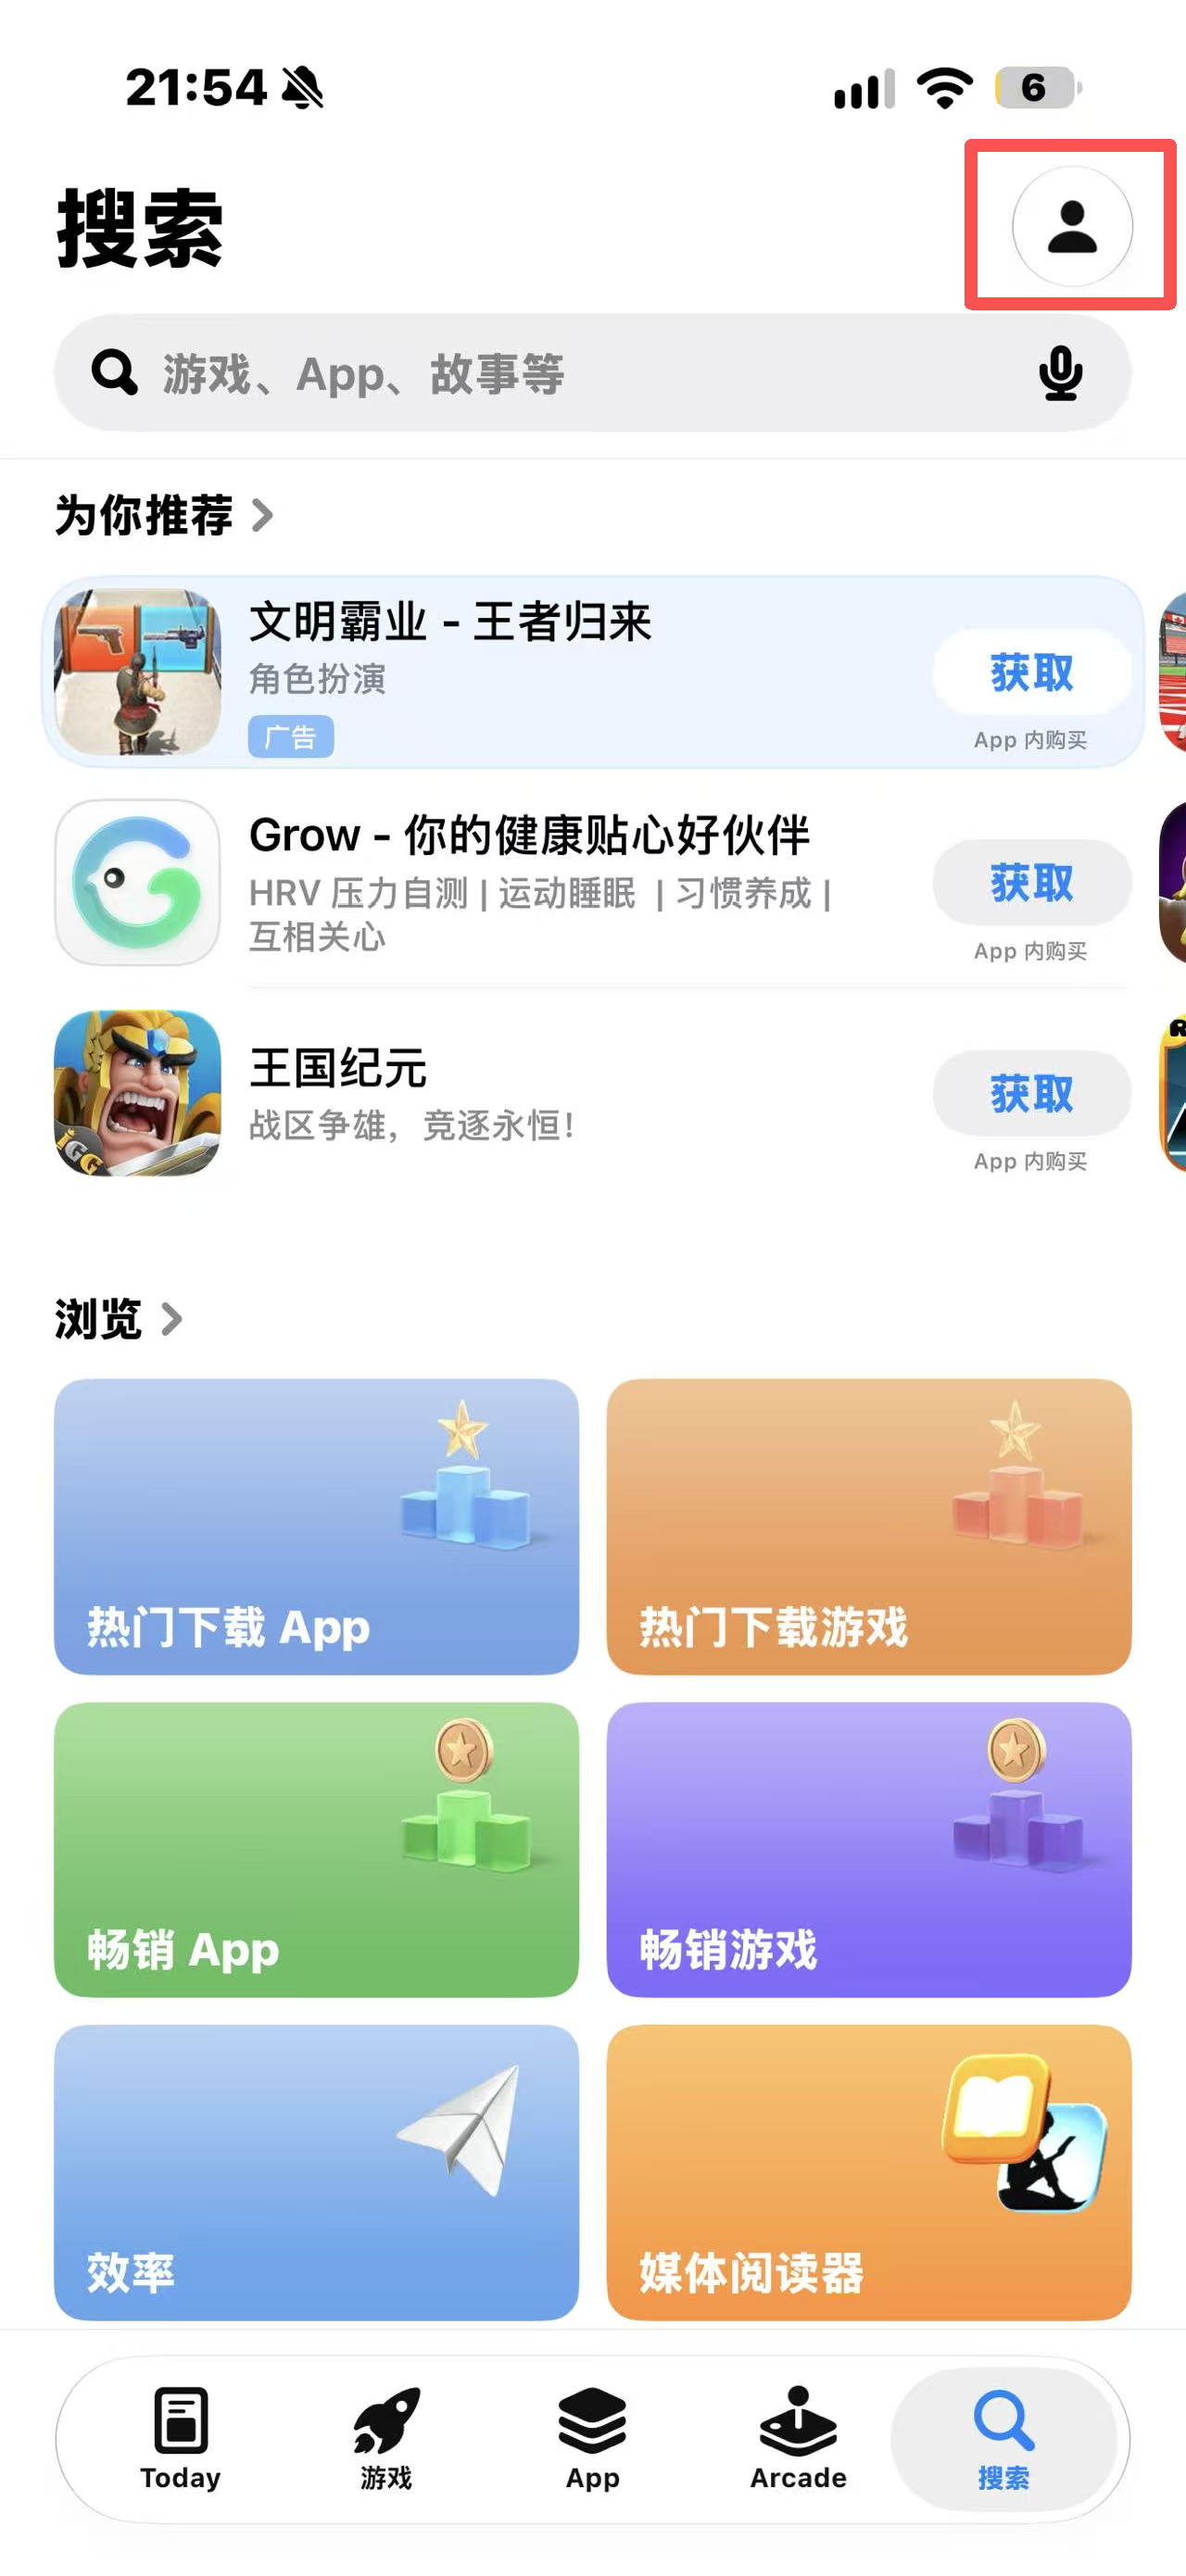 21:54
6
搜索
游戏、App、故事等
为你推荐
文明霸业 - 王者归来
角色扮演
广告
获取
App 内购买
Grow - 你的健康贴心好伙伴
HRV 压力自测 | 运动睡眠 | 习惯养成 |
互相关心
获取
App 内购买
王国纪元
战区争雄，竞逐永恒！
IGG
获取
App 内购买
R
浏览
热门下载 App
热门下载游戏
畅销 App
畅销游戏
效率
媒体阅读器
Today
游戏
App
Arcade
搜索